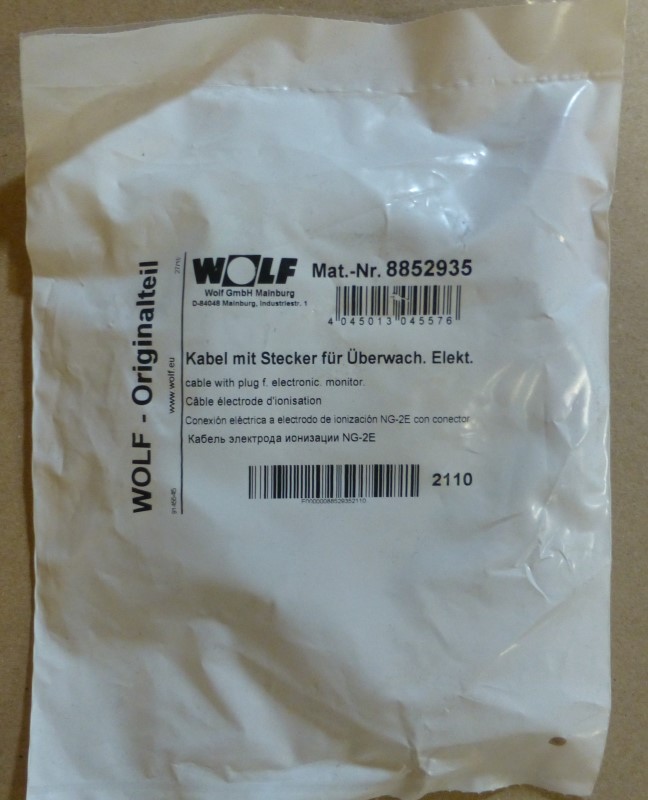 WOLF - Originalteil
www.wolf.eu
WOLF
Wolf GmbH Mainburg
D-84048 Mainburg, Industriestr. 1
Mat.-Nr. 8852935
4 045013 045576
Kabel mit Stecker für Überwach. Elekt.
cable with plug f. electronic. monitor.
Câble électrode d'ionisation
Conexión eléctrica a electrodo de ionización NG-2E con conector
Кабель электрода ионизации NG-2E
2110